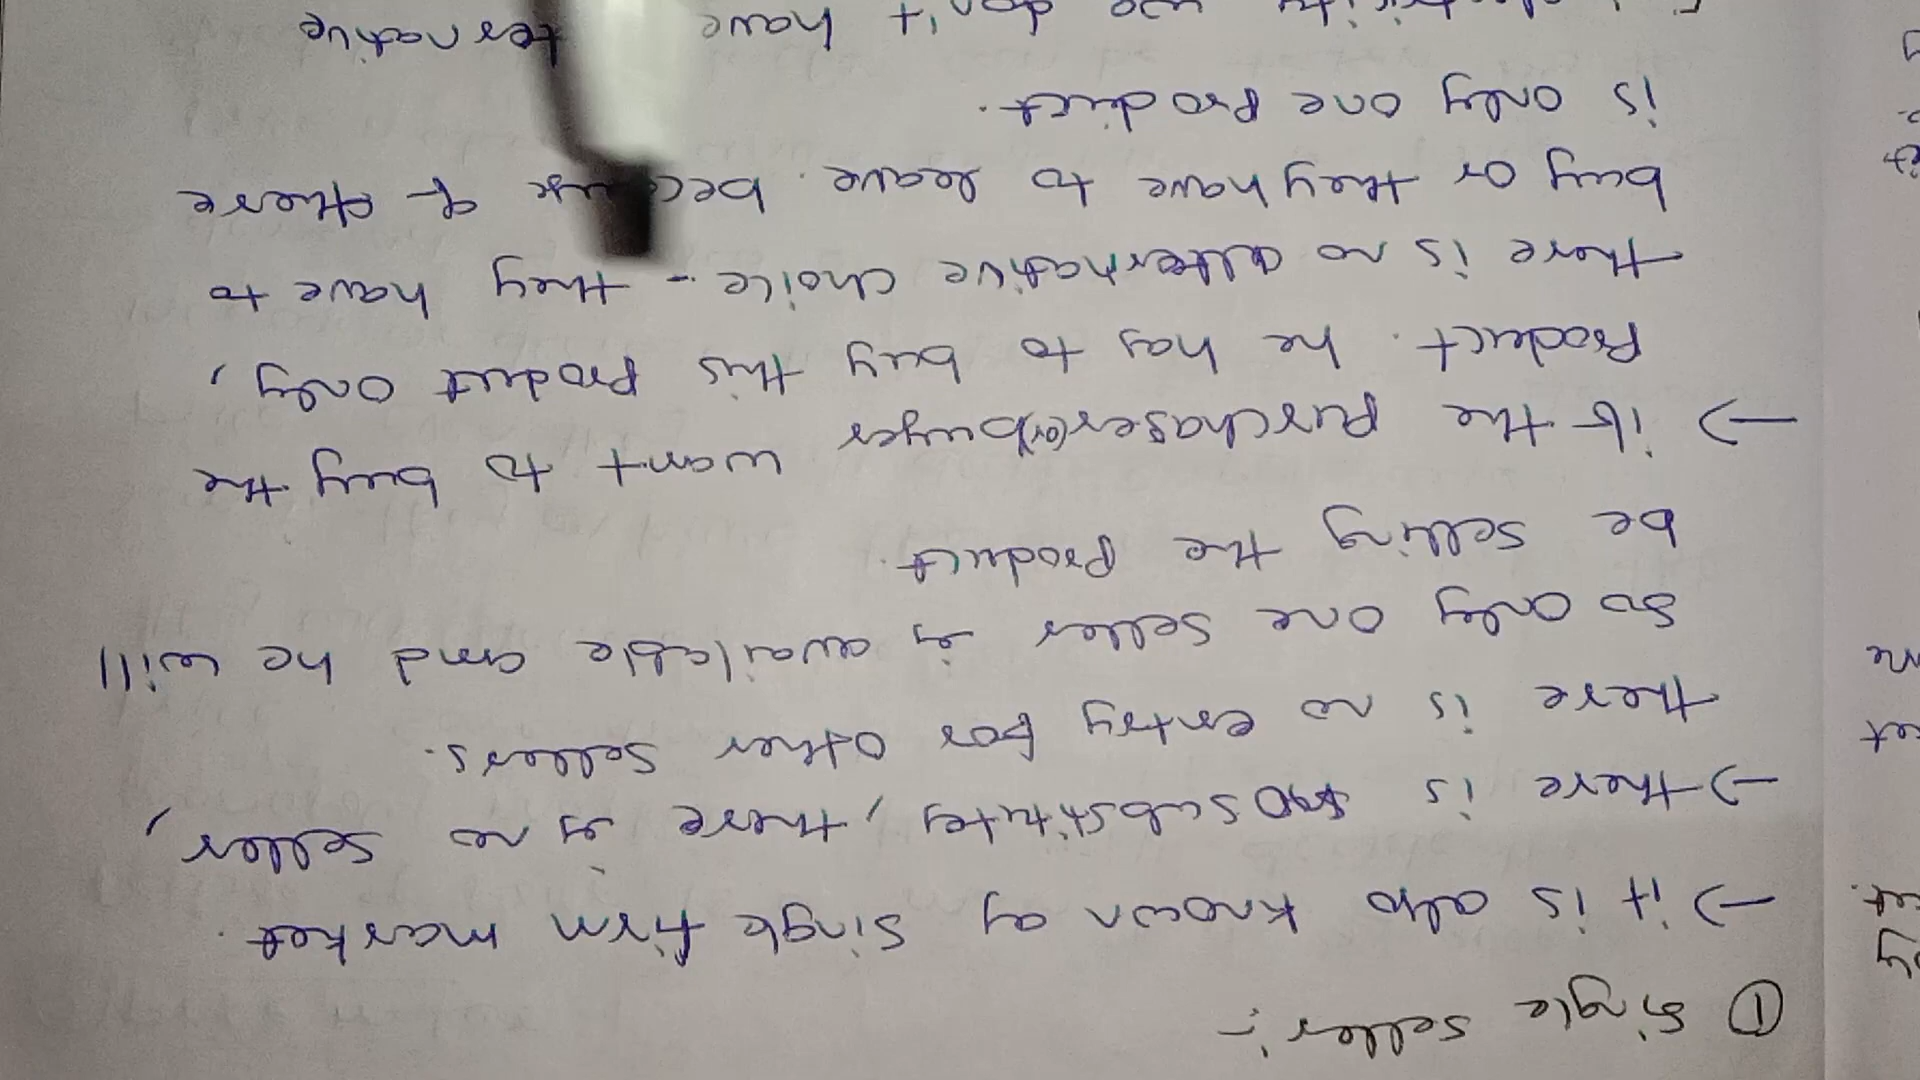 ① Single seller :-
→ it is also known as single firm market.
→ there is no substitutes, there is no seller,
there is no entry for other sellers.
so only one seller is available and he will
be selling the product.
→ if the purchaser(or)buyer want to buy the
product. he has to buy this product only,
there is no alternative choice - they have to
buy or they have to leave. because of there
is only one product.
we don't have